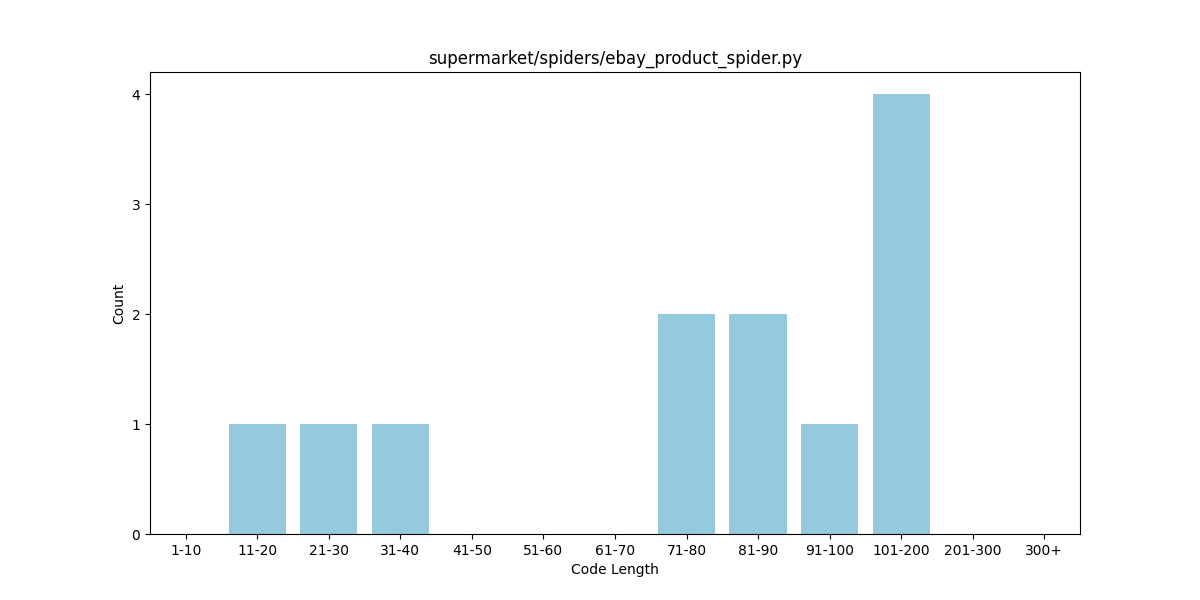 supermarket/spiders/ebay_product_spider.py
Count
4
3
2
1
0
1-10 11-20 21-30 31-40 41-50 51-60 61-70 71-80 81-90 91-100 101-200 201-300 300+
Code Length